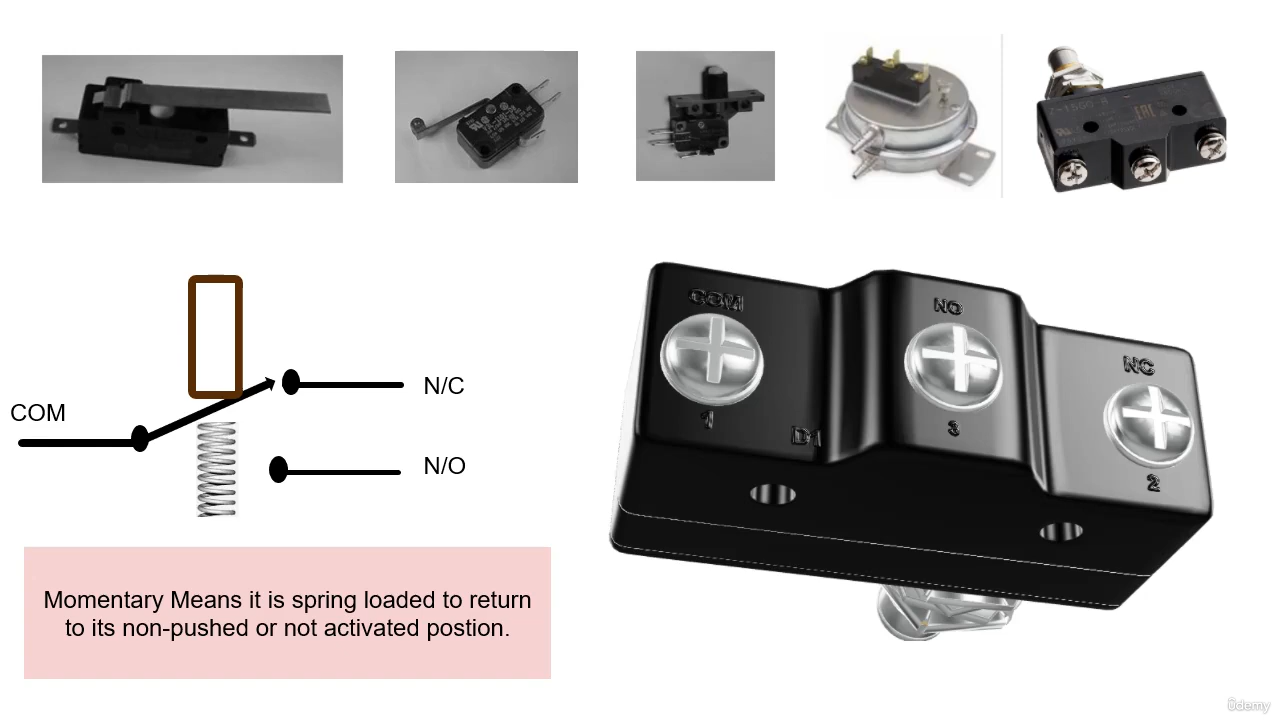 COM
N/C
N/O
Momentary Means it is spring loaded to return
to its non-pushed or not activated postion.
COM
NO
NC
1
D1
3
2
ûdemy